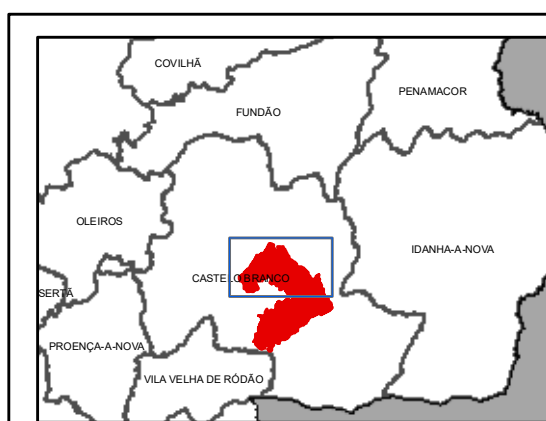 COVILHÃ
PENAMACOR
FUNDÃO
OLEIROS
IDANHA-A-NOVA
CASTELO BRANCO
SERTÃ
PROENÇA-A-NOVA
VILA VELHA DE RÓDÃO